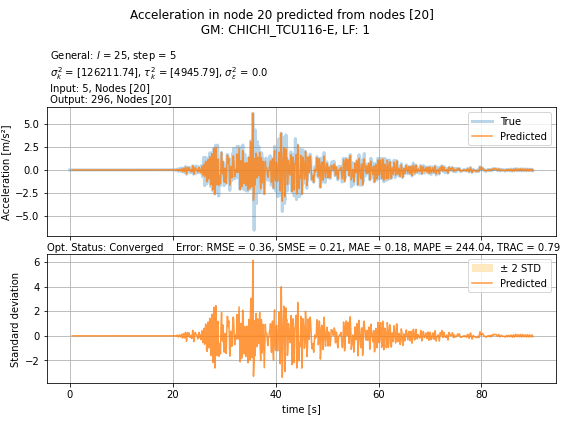 Acceleration in node 20 predicted from nodes [20]
GM: CHICHI_TCU116-E, LF: 1
General: l = 25, step = 5
σ²ₖ = [126211.74], τ²ₖ = [4945.79], σ²ε = 0.0
Input: 5, Nodes [20]
Output: 296, Nodes [20]
Acceleration [m/s²]
5.0
2.5
0.0
−2.5
−5.0
True
Predicted
Opt. Status: Converged Error: RMSE = 0.36, SMSE = 0.21, MAE = 0.18, MAPE = 244.04, TRAC = 0.79
Standard deviation
6
4
2
0
−2
± 2 STD
Predicted
0 20 40 60 80
time [s]